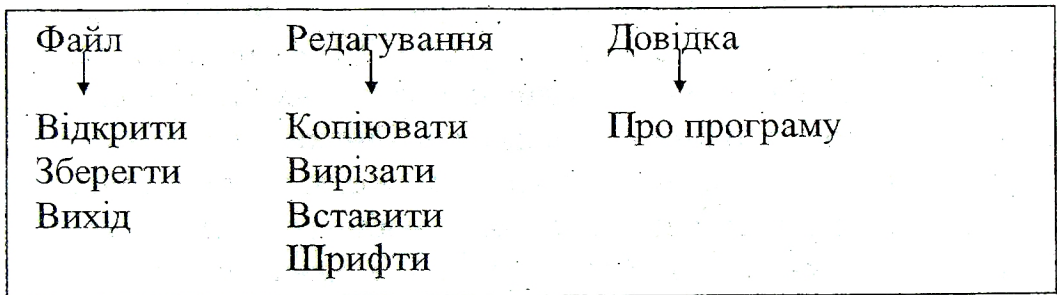 Файл Редагування Довідка
Відкрити Копіювати Про програму
Зберегти Вирізати
Вихід Вставити
Шрифти